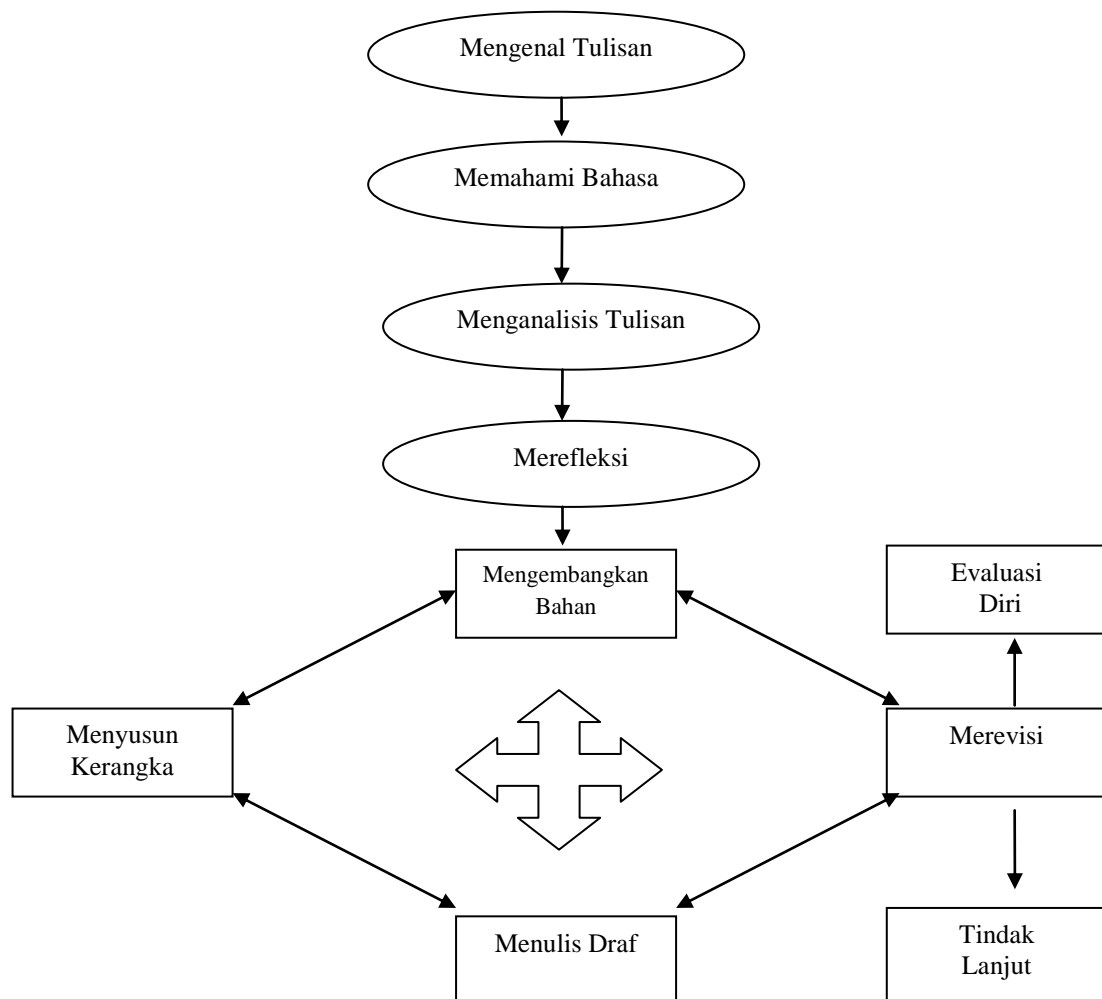 Mengenal Tulisan
Memahami Bahasa
Menganalisis Tulisan
Merefleksi
Mengembangkan
Bahan
Evaluasi
Diri
Menyusun
Kerangka
Merevisi
Menulis Draf
Tindak
Lanjut